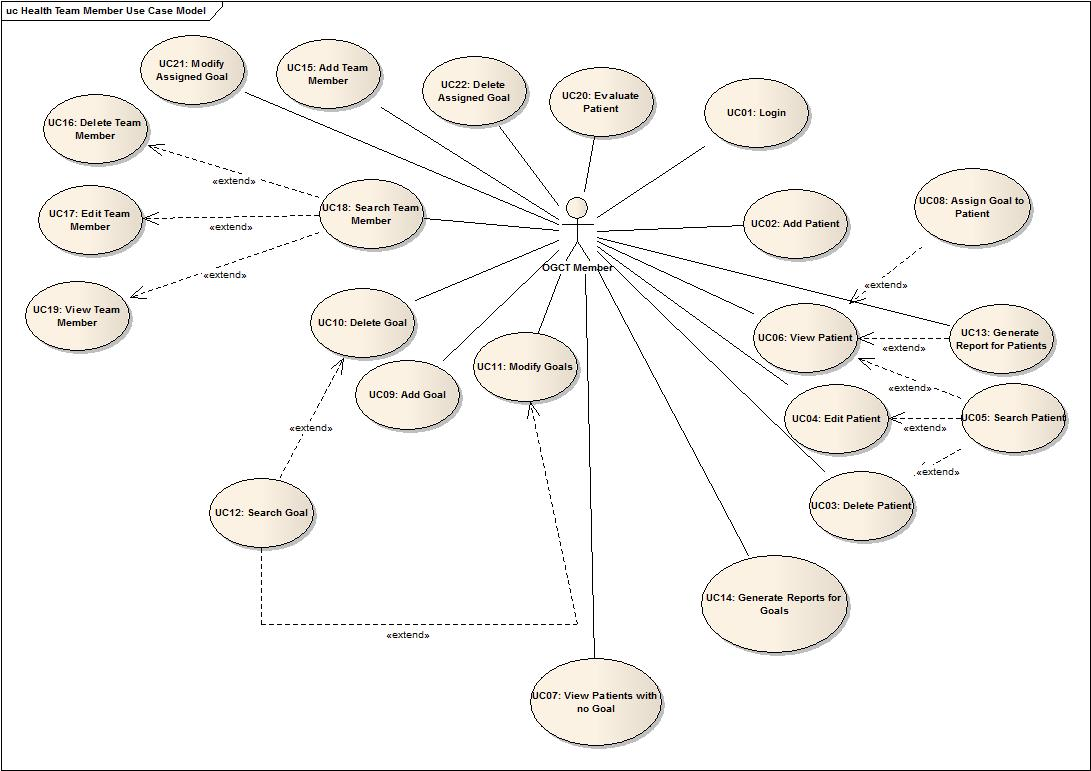 uc Health Team Member Use Case Model
UC21: Modify
Assigned Goal
UC15: Add Team
Member
UC22: Delete
Assigned Goal
UC20: Evaluate
Patient
UC01: Login
UC16: Delete Team
Member
«extend»
UC17: Edit Team
Member
«extend»
UC18: Search Team
Member
UC19: View Team
Member
«extend»
OGCT Member
UC02: Add Patient
UC08: Assign Goal to
Patient
«extend»
UC10: Delete Goal
UC09: Add Goal
UC11: Modify Goals
UC06: View Patient
«extend»
UC13: Generate
Report for Patients
«extend»
UC04: Edit Patient
«extend»
UC05: Search Patient
«extend»
UC03: Delete Patient
«extend»
UC12: Search Goal
«extend»
UC14: Generate Reports for
Goals
UC07: View Patients with
no Goal